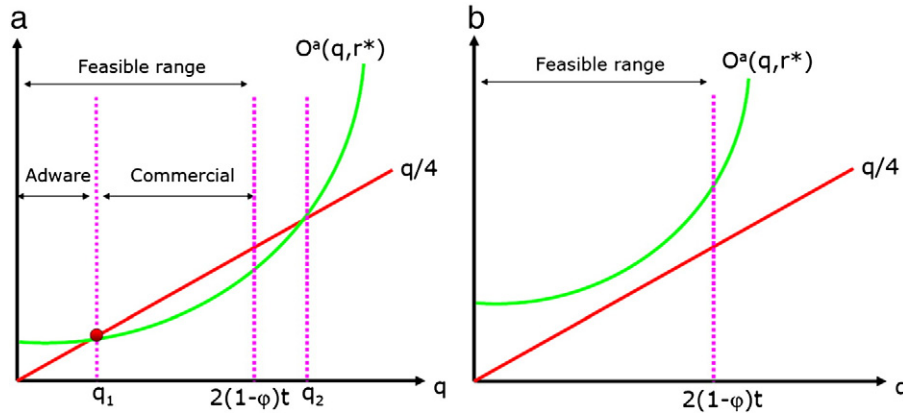 a
Oᵃ(q,r*)
Feasible range
q/4
Adware
Commercial
q₁
2(1-φ)t
q₂
q
b
Oᵃ(q,r*)
Feasible range
q/4
2(1-φ)t
q